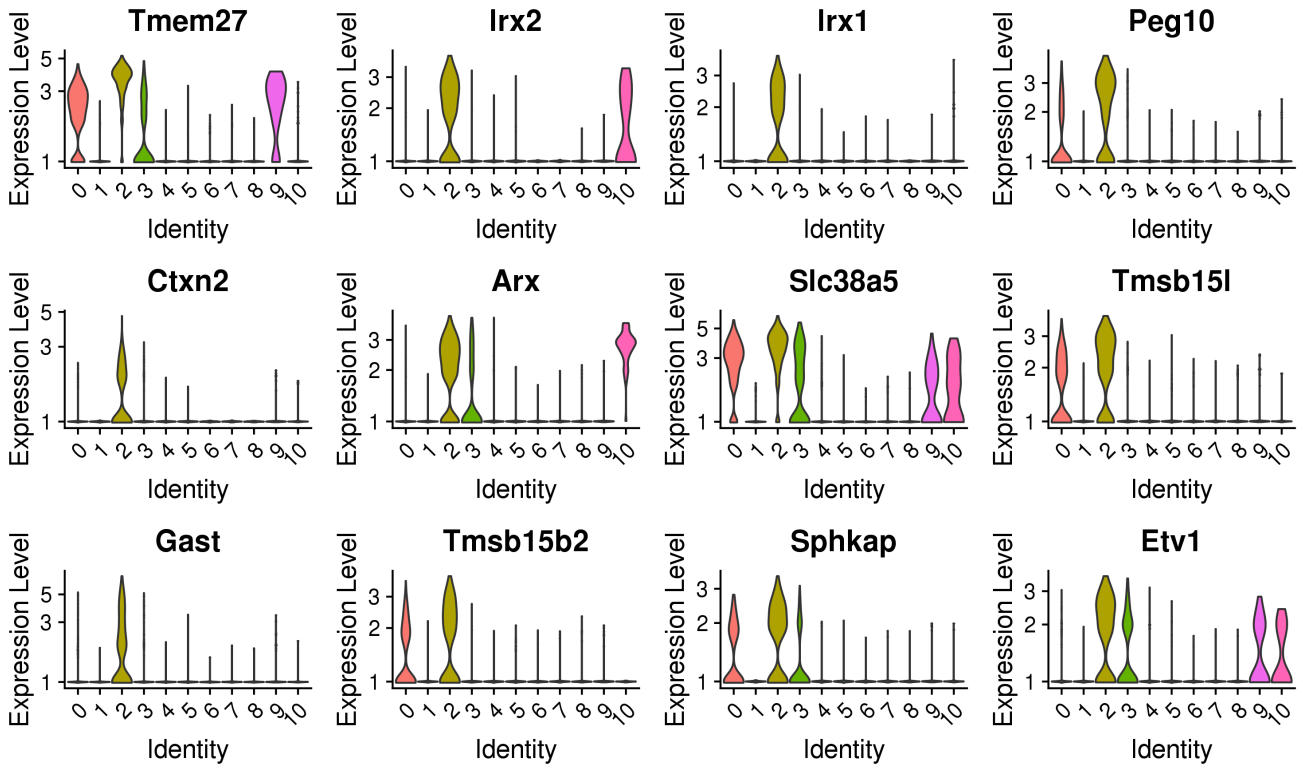 Tmem27 Irx2 Irx1 Peg10
Expression Level Expression Level Expression Level Expression Level
5 3 1 3 2 1 3 2 1 3 2 1
0 1 2 3 4 5 6 7 8 9 10 0 1 2 3 4 5 6 7 8 9 10 0 1 2 3 4 5 6 7 8 9 10 0 1 2 3 4 5 6 7 8 9 10
Identity Identity Identity Identity
Ctxn2 Arx Slc38a5 Tmsb15l
Expression Level Expression Level Expression Level Expression Level
5 3 1 3 2 1 5 3 1 3 2 1
0 1 2 3 4 5 6 7 8 9 10 0 1 2 3 4 5 6 7 8 9 10 0 1 2 3 4 5 6 7 8 9 10 0 1 2 3 4 5 6 7 8 9 10
Identity Identity Identity Identity
Gast Tmsb15b2 Sphkap Etv1
Expression Level Expression Level Expression Level Expression Level
5 3 1 3 2 1 3 2 1 3 2 1
0 1 2 3 4 5 6 7 8 9 10 0 1 2 3 4 5 6 7 8 9 10 0 1 2 3 4 5 6 7 8 9 10 0 1 2 3 4 5 6 7 8 9 10
Identity Identity Identity Identity